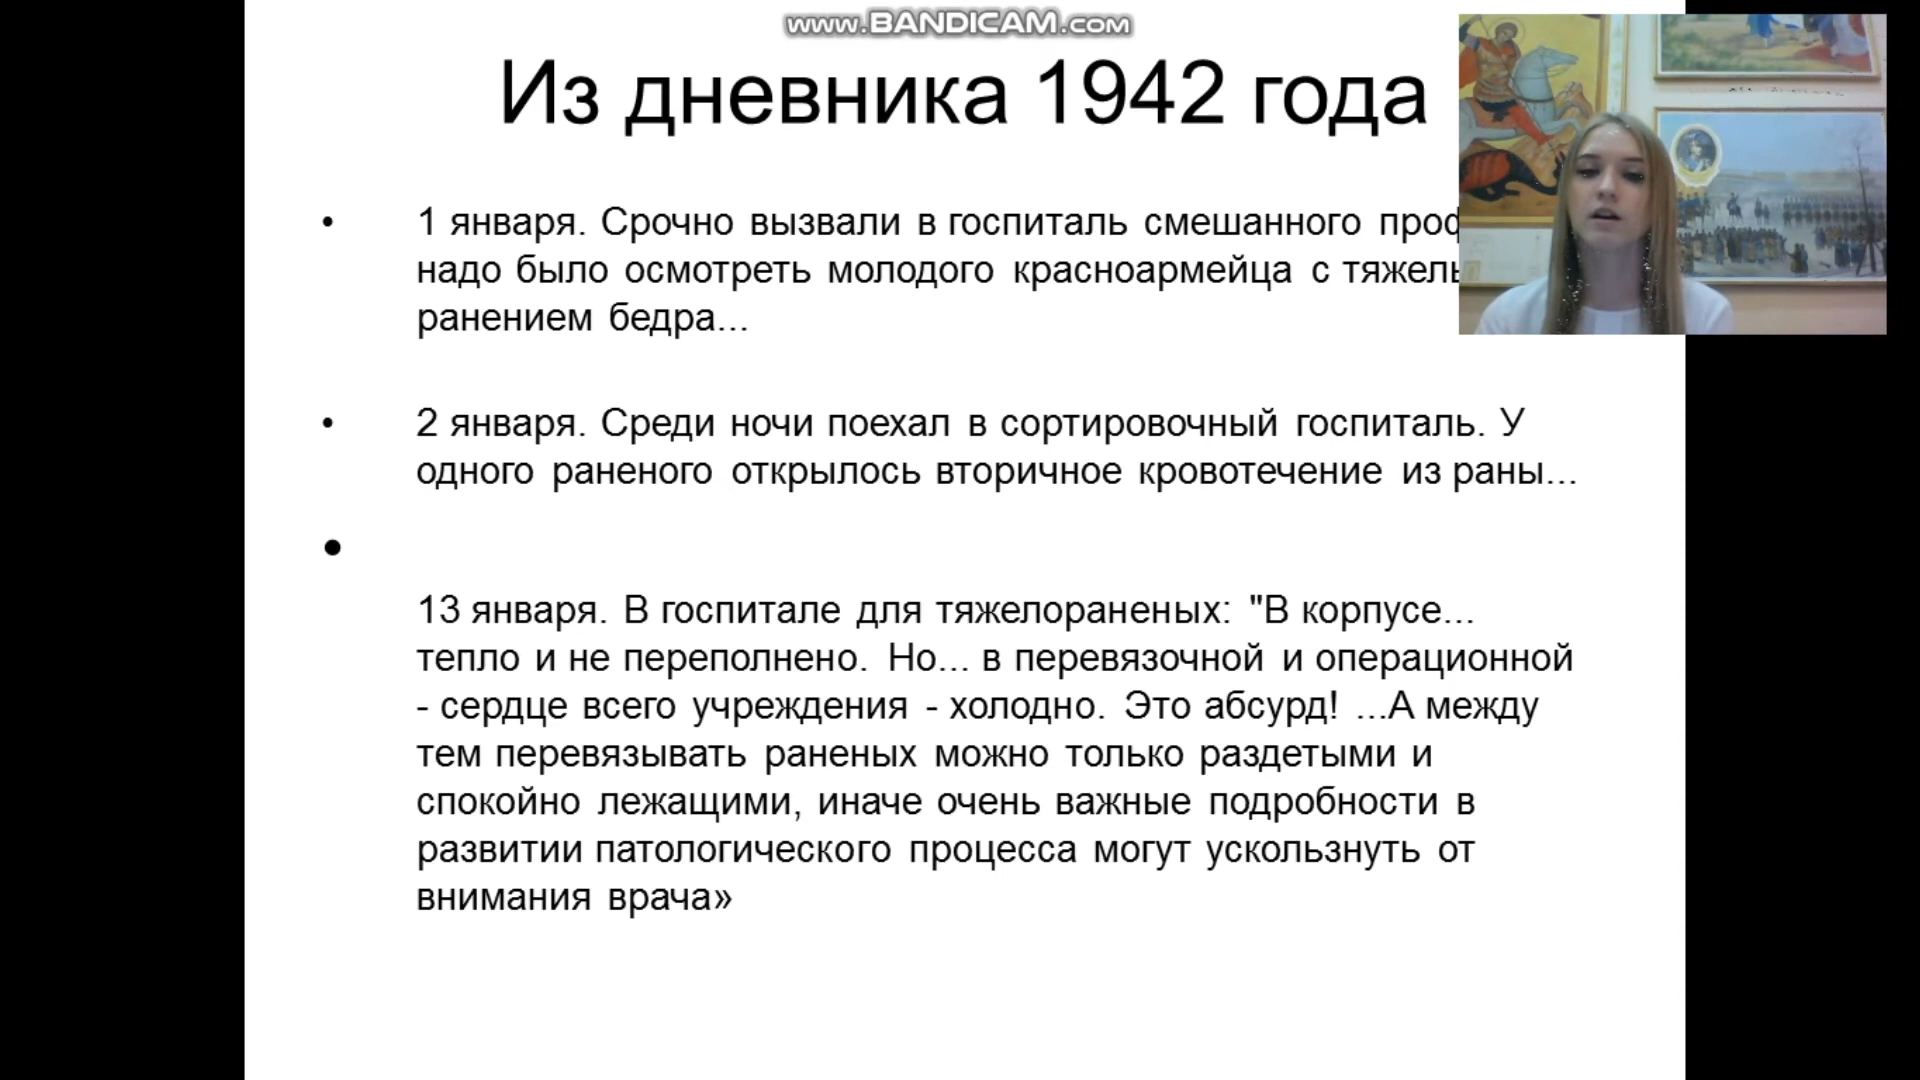 www.BANDICAM.com
Из дневника 1942 года
• 1 января. Срочно вызвали в госпиталь смешанного
надо было осмотреть молодого красноармейца с
ранением бедра...
• 2 января. Среди ночи поехал в сортировочный госпиталь. У
одного раненого открылось вторичное кровотечение из раны...
•
13 января. В госпитале для тяжелораненых: "В корпусе...
тепло и не переполнено. Но... в перевязочной и операционной
- сердце всего учреждения - холодно. Это абсурд! ...А между
тем перевязывать раненых можно только раздетыми и
спокойно лежащими, иначе очень важные подробности в
развитии патологического процесса могут ускользнуть от
внимания врача»